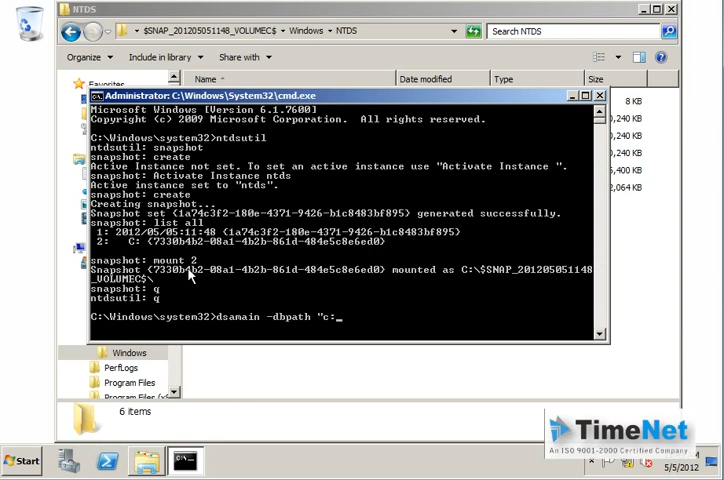 NTDS
$SNAP_201205051148_VOLUMEC$ Windows NTDS
Search NTDS
Organize Include in library Share with
Favorites
Name Date modified Type Size
Administrator: C:\Windows\System32\cmd.exe
Microsoft Windows [Version 6.1.7600]
Copyright (c) 2009 Microsoft Corporation. All rights reserved.
8 KB
C:\Windows\system32>ntdsutil
0,240 KB
ntdsutil: snapshot
snapshot: create
0,240 KB
Active instance not set. To set an active instance use "Activate Instance ".
5,400 KB
snapshot: Activate Instance ntds
Active instance set to "ntds".
2,064 KB
snapshot: create
Creating snapshot...
Snapshot set {1a74c3f2-180e-4371-9426-b1c8483bf895} generated successfully.
snapshot: list all
1: 2012/05/05:11:48 {1a74c3f2-180e-4371-9426-b1c8483bf895}
2: C: {7330b4b2-08a1-4b2b-861d-484e5c8e6ed0}
snapshot: mount 2
Snapshot {7330b4b2-08a1-4b2b-861d-484e5c8e6ed0} mounted as C:\$SNAP_201205051148
_VOLUMEC$\
snapshot: q
ntdsutil: q
C:\Windows\system32>dsamain -dbpath "c:_
Windows
PerfLogs
Program Files
Program Files (x
6 items
TimeNet
An ISO 9001-2000 Certified Company
Start
5/5/2012